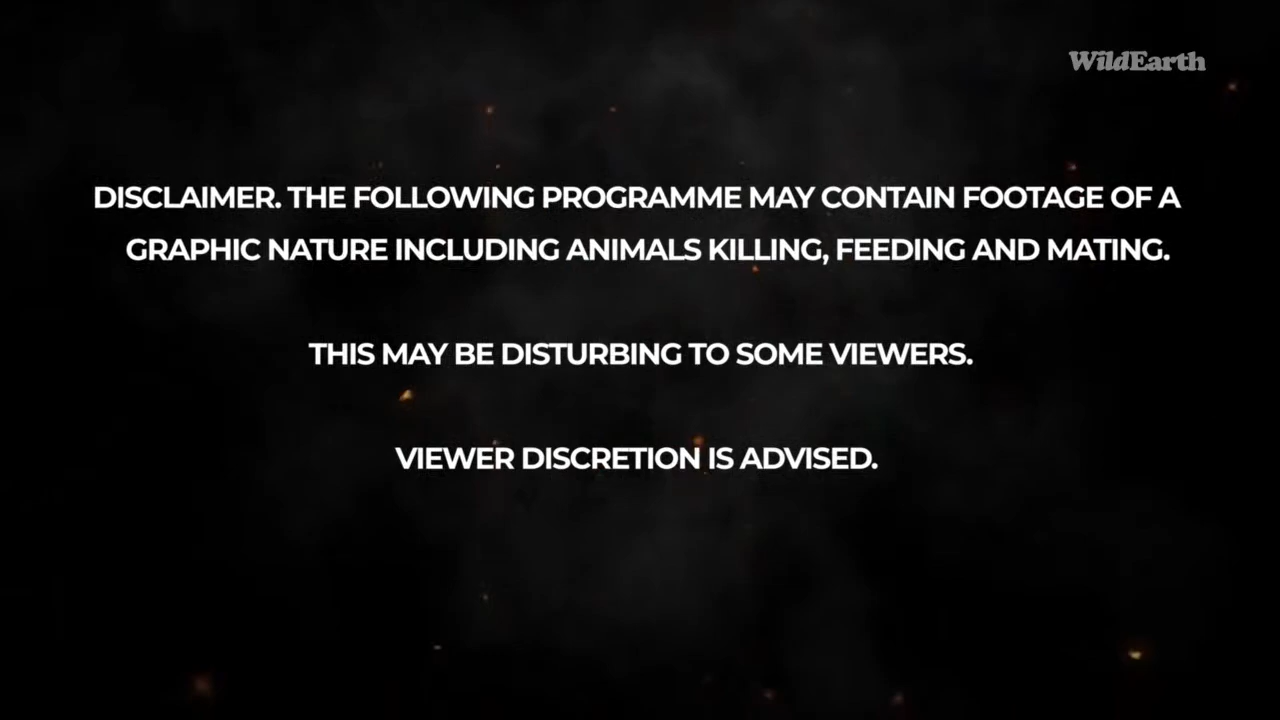 WildEarth
DISCLAIMER. THE FOLLOWING PROGRAMME MAY CONTAIN FOOTAGE OF A
GRAPHIC NATURE INCLUDING ANIMALS KILLING, FEEDING AND MATING.
THIS MAY BE DISTURBING TO SOME VIEWERS.
VIEWER DISCRETION IS ADVISED.